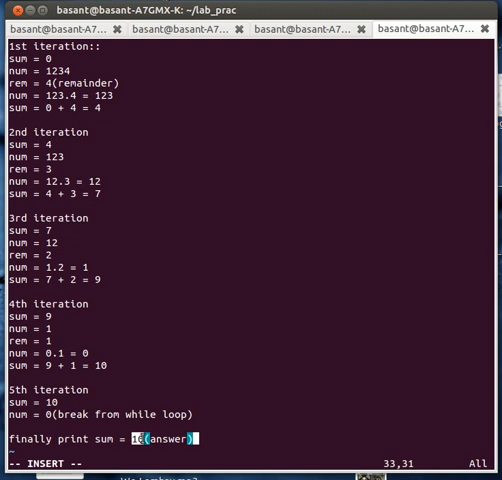 basant@basant-A7GMX-K: ~/lab_prac
basant@basant-A7... basant@basant-A7... basant@basant-A7... basant@basant-A7...
1st iteration::
sum = 0
num = 1234
rem = 4(remainder)
num = 123.4 = 123
sum = 0 + 4 = 4
2nd iteration
sum = 4
num = 123
rem = 3
num = 12.3 = 12
sum = 4 + 3 = 7
3rd iteration
sum = 7
num = 12
rem = 2
num = 1.2 = 1
sum = 7 + 2 = 9
4th iteration
sum = 9
num = 1
rem = 1
num = 0.1 = 0
sum = 9 + 1 = 10
5th iteration
sum = 10
num = 0(break from while loop)
finally print sum = 10(answer)
~
-- INSERT -- 33,31 All